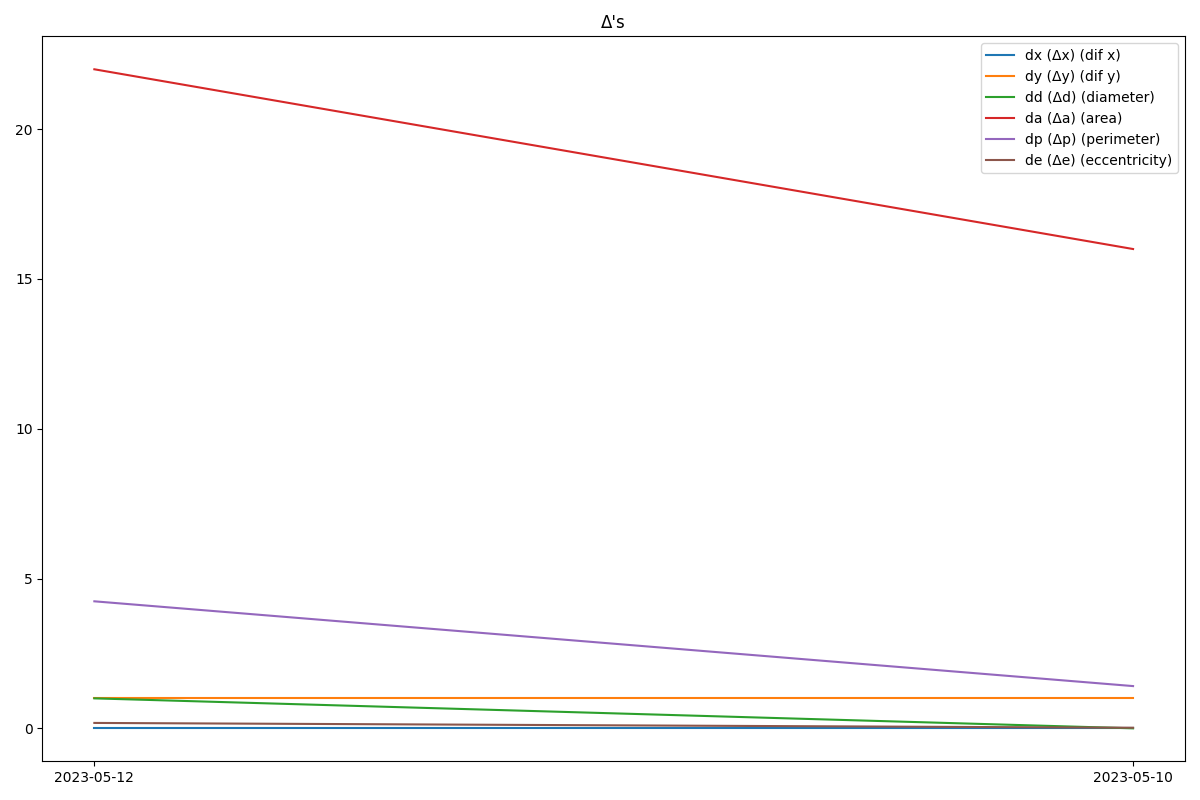 Δ's
dx (Δx) (dif x)
dy (Δy) (dif y)
dd (Δd) (diameter)
da (Δa) (area)
dp (Δp) (perimeter)
de (Δe) (eccentricity)
20
15
10
5
0
2023-05-12
2023-05-10